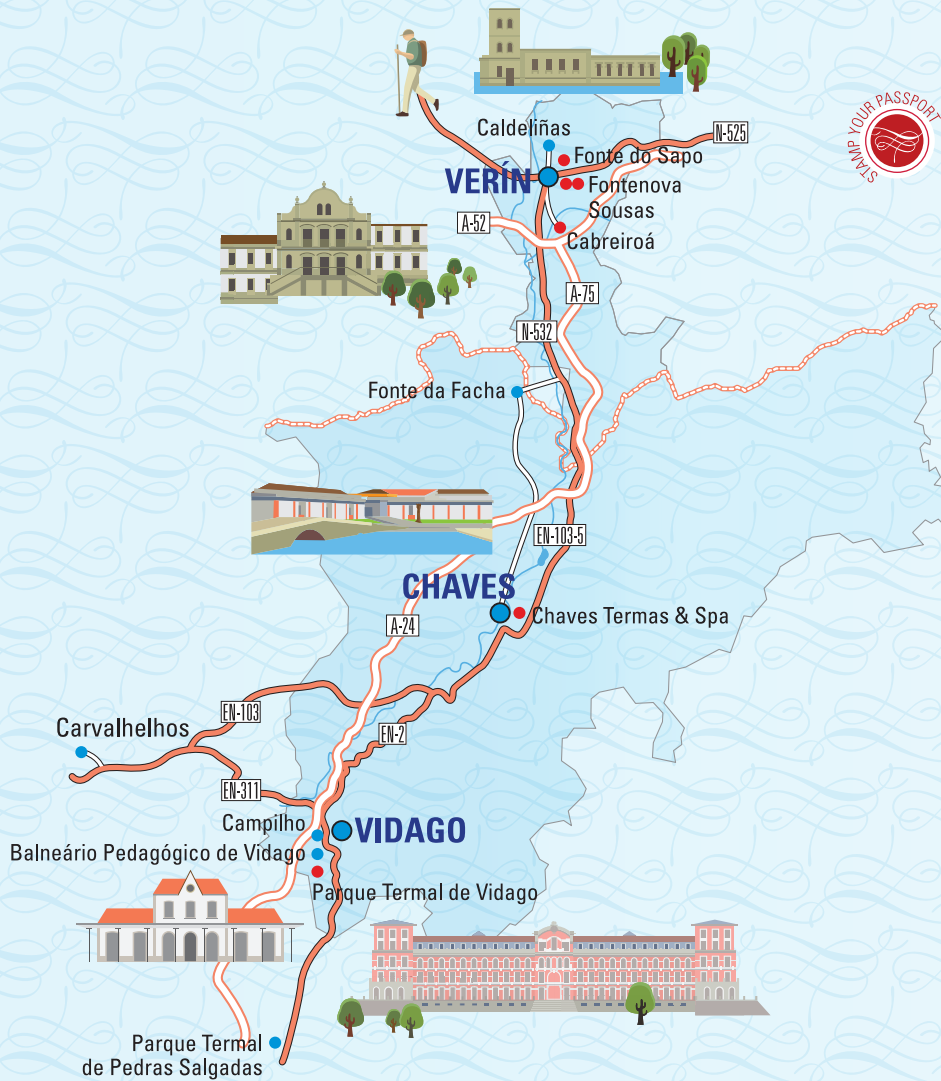 STAMP YOUR PASSPORT
Caldeliñas
N-525
Fonte do Sapo
VERÍN
Fontenova
Sousas
A-52
Cabreiroá
A-75
N-532
Fonte da Facha
EN-103-5
CHAVES
Chaves Termas & Spa
A-24
EN-103
Carvalhelhos
EN-2
EN-311
Campilho
VIDAGO
Balneário Pedagógico de Vidago
Parque Termal de Vidago
Parque Termal
de Pedras Salgadas